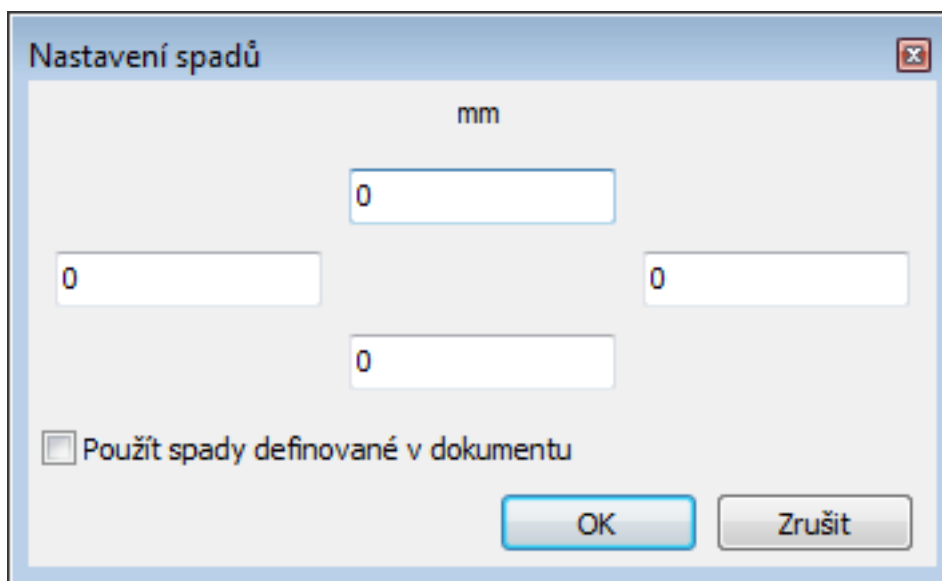 Nastavení spadů
mm
0
0 0
0
Použít spady definované v dokumentu
OK Zrušit